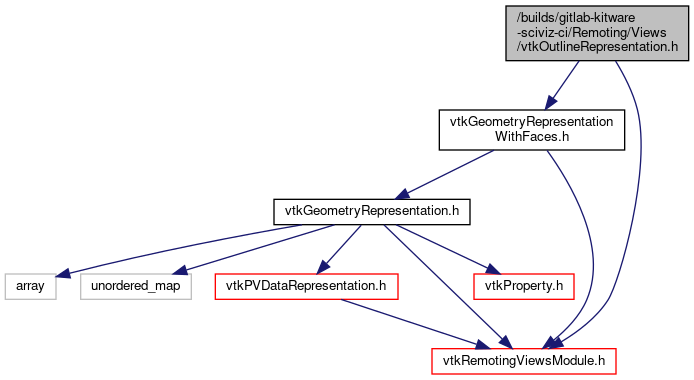 /builds/gitlab-kitware
-sciviz-ci/Remoting/Views
/vtkOutlineRepresentation.h
vtkGeometryRepresentation
WithFaces.h
vtkGeometryRepresentation.h
array
unordered_map
vtkPVDataRepresentation.h
vtkProperty.h
vtkRemotingViewsModule.h